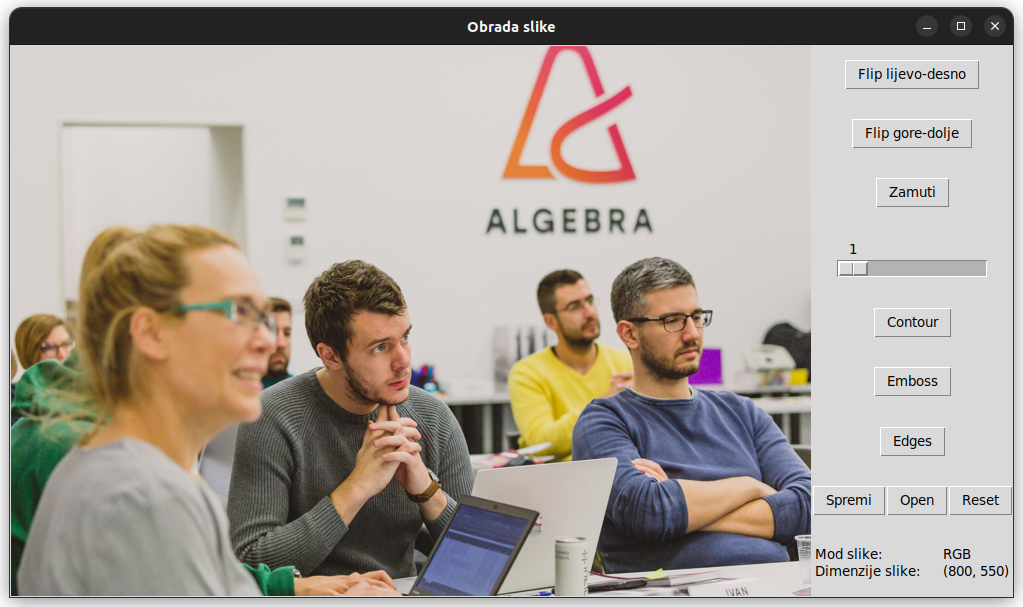 Obrada slike
Flip lijevo-desno
Flip gore-dolje
Zamuti
1
Contour
Emboss
Edges
Spremi Open Reset
Mod slike: RGB
Dimenzije slike: (800, 550)
ALGEBRA
IVAN